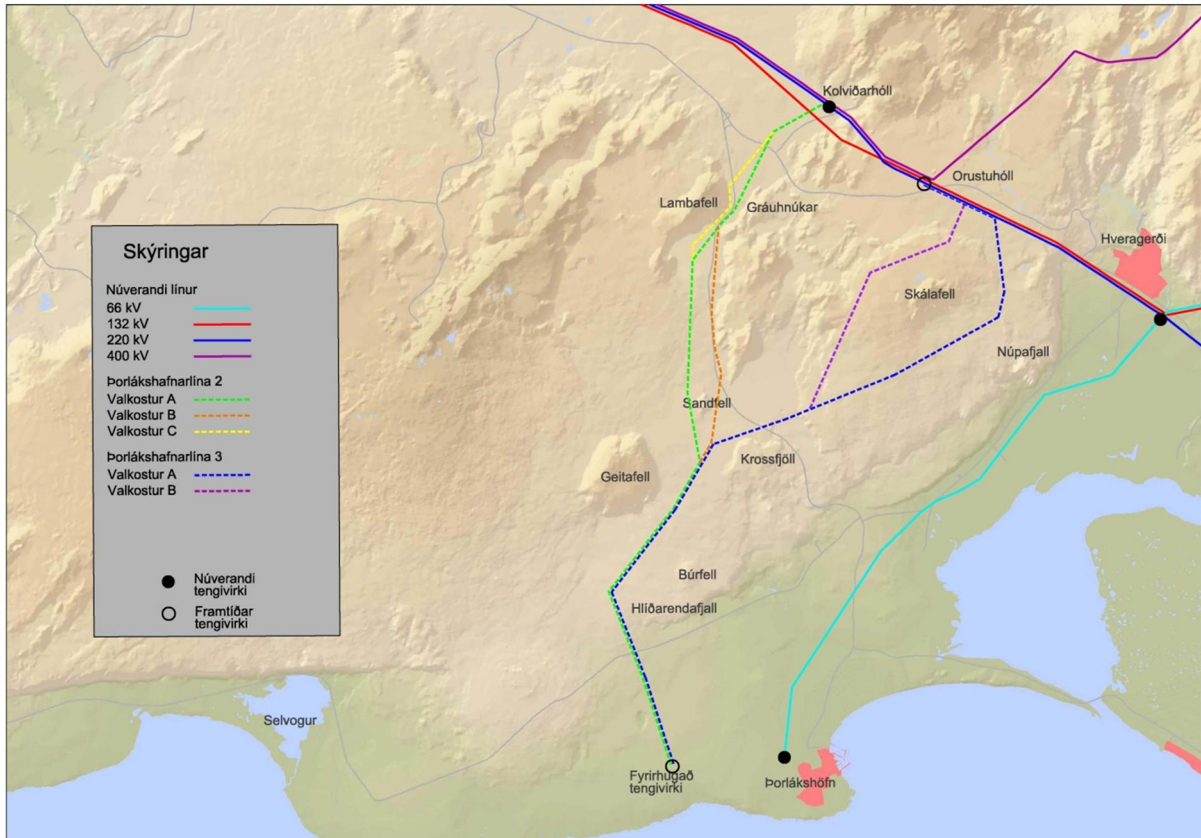 Kolviðarhóll
Orustuhóll
Lambafell
Gráuhnúkar
Hveragerði
Skálafell
Núpafjall
Sandfell
Krossfjöll
Geitafell
Búrfell
Hlíðarendafjall
Selvogur
Fyrirhugað
tengivirki
Þorlákshöfn
Skýringar
Núverandi línur
66 kV
132 kV
220 kV
400 kV
Þorlákshafnarlína 2
Valkostur A
Valkostur B
Valkostur C
Þorlákshafnarlína 3
Valkostur A
Valkostur B
Núverandi
tengivirki
Framtíðar
tengivirki